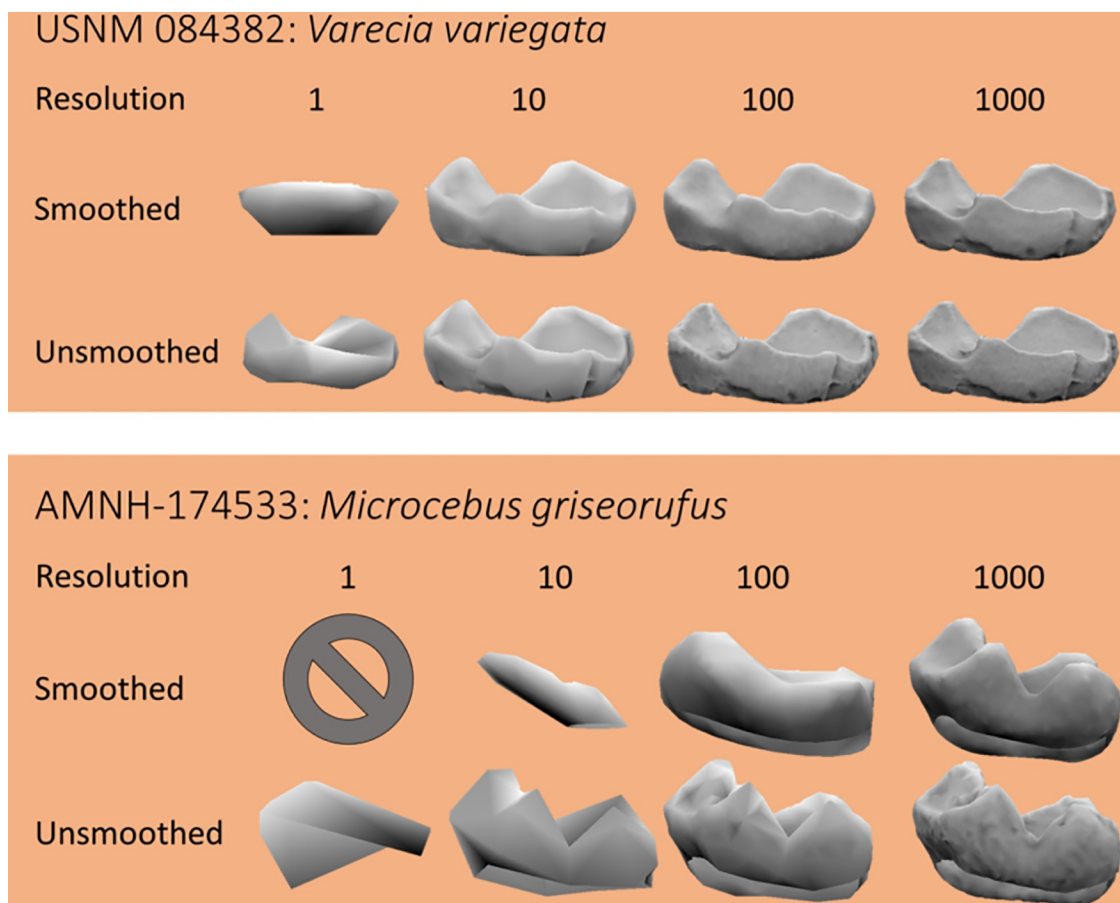 USNM 084382: Varecia variegata
Resolution 1 10 100 1000
Smoothed
Unsmoothed
AMNH-174533: Microcebus griseorufus
Resolution 1 10 100 1000
Smoothed
Unsmoothed